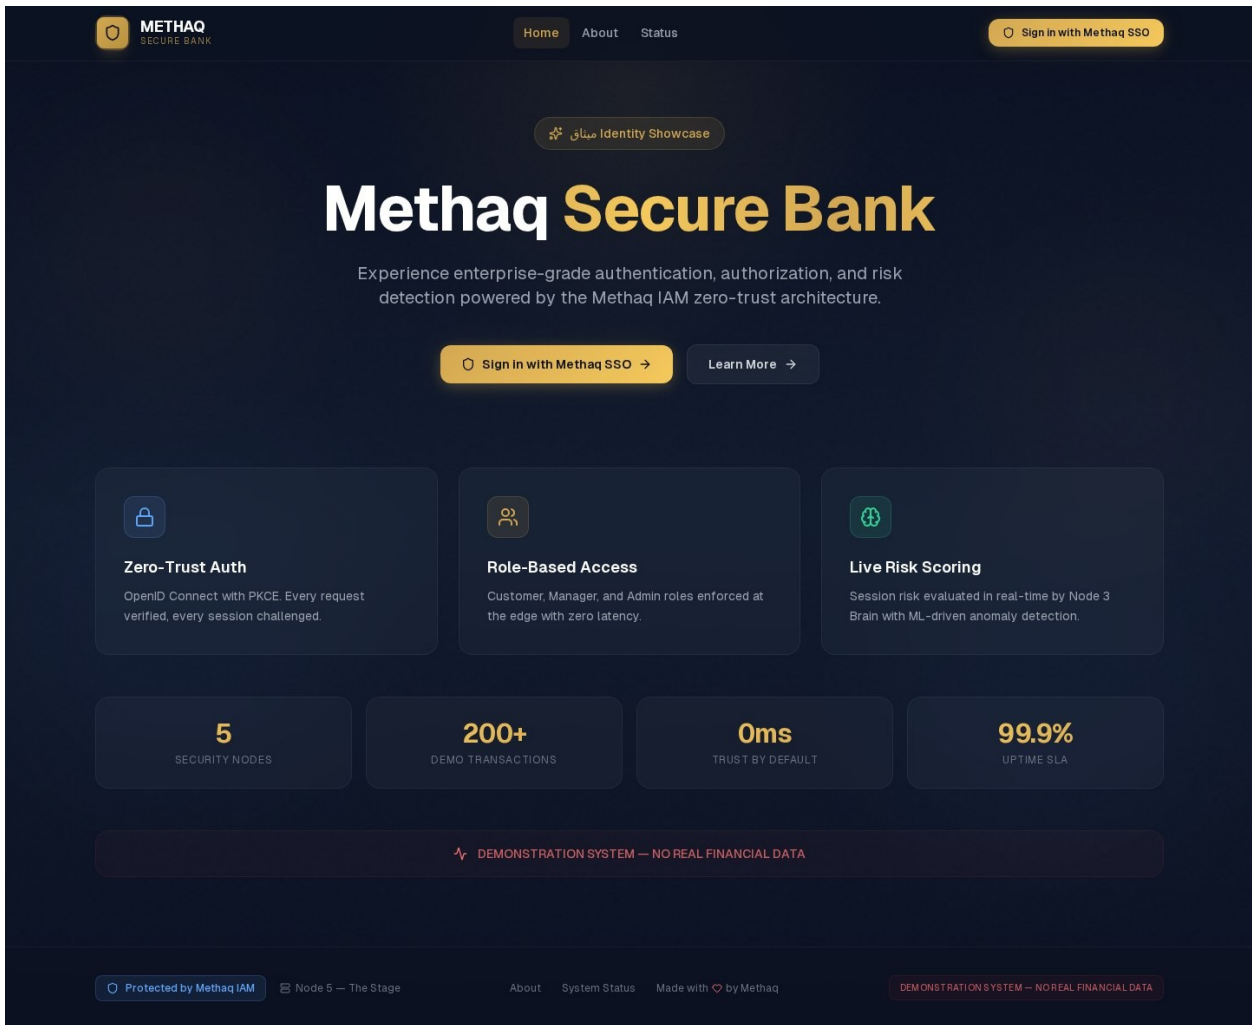 METHAQ
SECURE BANK
Home
About
Status
Sign in with Methaq SSO
ميثاق Identity Showcase
Methaq Secure Bank
Experience enterprise-grade authentication, authorization, and risk
detection powered by the Methaq IAM zero-trust architecture.
Sign in with Methaq SSO
Learn More
Zero-Trust Auth
OpenID Connect with PKCE. Every request
verified, every session challenged.
Role-Based Access
Customer, Manager, and Admin roles enforced at
the edge with zero latency.
Live Risk Scoring
Session risk evaluated in real-time by Node 3
Brain with ML-driven anomaly detection.
5
SECURITY NODES
200+
DEMO TRANSACTIONS
0ms
TRUST BY DEFAULT
99.9%
UPTIME SLA
DEMONSTRATION SYSTEM — NO REAL FINANCIAL DATA
Protected by Methaq IAM
Node 5 — The Stage
About
System Status
Made with ♡ by Methaq
DEMONSTRATION SYSTEM — NO REAL FINANCIAL DATA